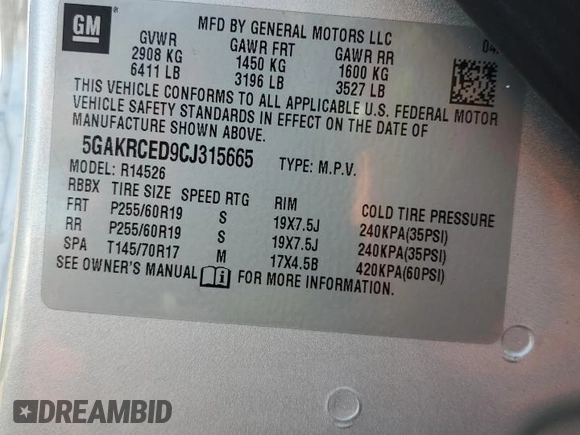 GM
®
MFD BY GENERAL MOTORS LLC
GVWR GAWR FRT GAWR RR
2908 KG 1450 KG 1600 KG
6411 LB 3196 LB 3527 LB
THIS VEHICLE CONFORMS TO ALL APPLICABLE U.S. FEDERAL MOTOR
VEHICLE SAFETY STANDARDS IN EFFECT ON THE DATE OF
MANUFACTURE SHOWN ABOVE.
5GAKRCED9CJ315665 TYPE: M.P.V.
MODEL: R14526
RBBX TIRE SIZE SPEED RTG RIM COLD TIRE PRESSURE
FRT P255/60R19 S 19X7.5J 240KPA(35PSI)
RR P255/60R19 S 19X7.5J 240KPA(35PSI)
SPA T145/70R17 M 17X4.5B 420KPA(60PSI)
SEE OWNER'S MANUAL FOR MORE INFORMATION.
DREAMBID